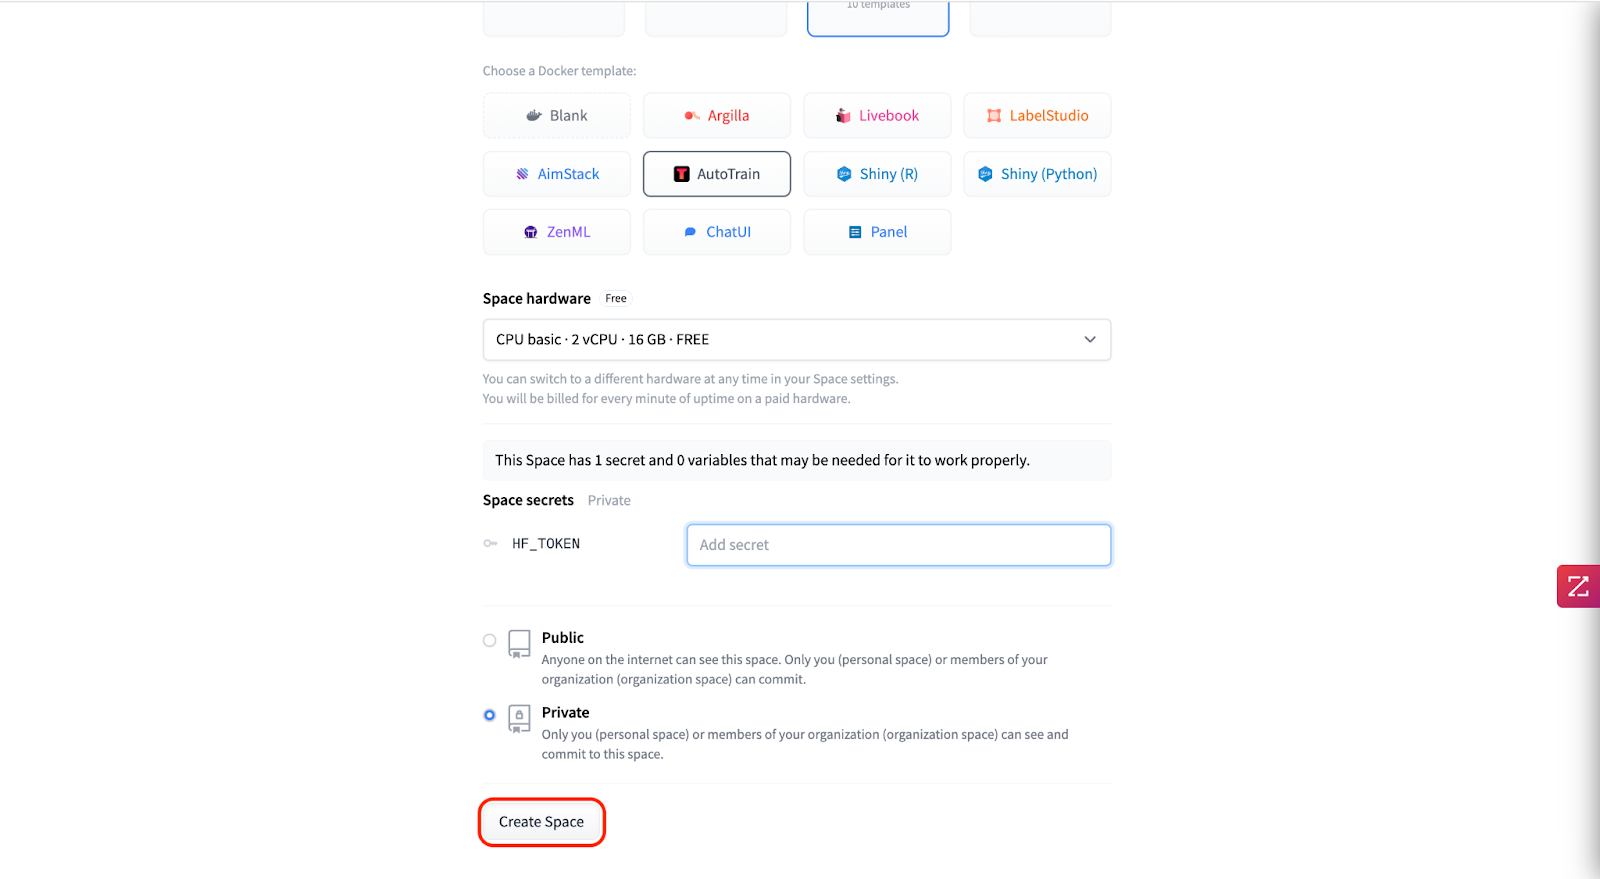 10 templates
Choose a Docker template:
Blank
Argilla
Livebook
LabelStudio
AimStack
AutoTrain
Shiny (R)
Shiny (Python)
ZenML
ChatUI
Panel
Space hardware Free
CPU basic · 2 vCPU · 16 GB · FREE
You can switch to a different hardware at any time in your Space settings.
You will be billed for every minute of uptime on a paid hardware.
This Space has 1 secret and 0 variables that may be needed for it to work properly.
Space secrets Private
HF_TOKEN
Add secret
Public
Anyone on the internet can see this space. Only you (personal space) or members of your
organization (organization space) can commit.
Private
Only you (personal space) or members of your organization (organization space) can see and
commit to this space.
Create Space